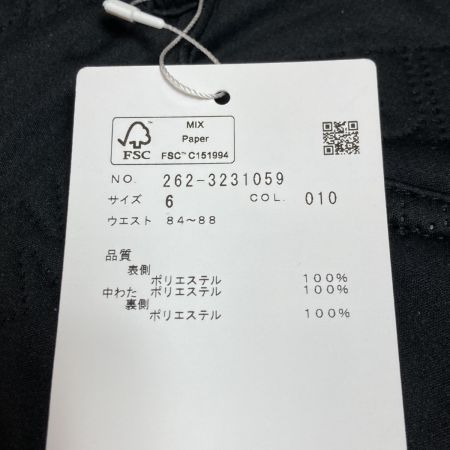 MIX
Paper
FSC™ C151994
FSC
NO. 262-3231059
サイズ 6 COL. 010
ウエスト 84~88
品質
表側
ポリエステル 100%
中わた ポリエステル 100%
裏側
ポリエステル 100%